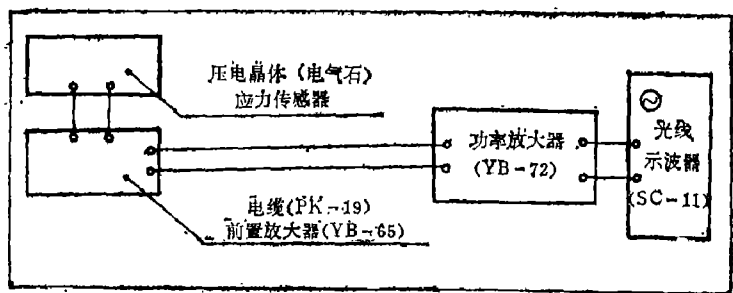 压电晶体（电气石）
应力传感器
电缆(PK-19)
前置放大器(YB-65)
功率放大器
(YB-72)
光线
示波器
(SC-11)